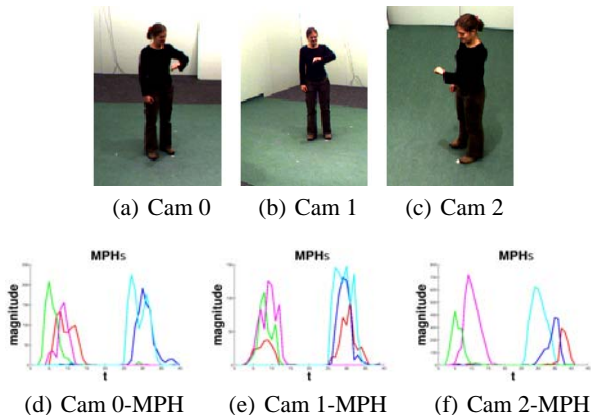 (a) Cam 0 (b) Cam 1 (c) Cam 2
MPHs MPHs MPHs
magnitude magnitude magnitude
t t t
(d) Cam 0-MPH (e) Cam 1-MPH (f) Cam 2-MPH